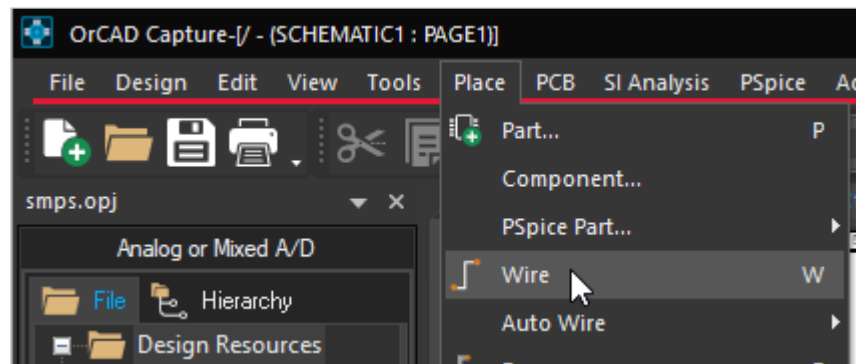 OrCAD Capture-[/ - (SCHEMATIC1 : PAGE1)]
File Design Edit View Tools Place PCB SI Analysis PSpice
Part... P
Component...
smps.opj
PSpice Part...
Analog or Mixed A/D
Wire W
File Hierarchy
Auto Wire
Design Resources